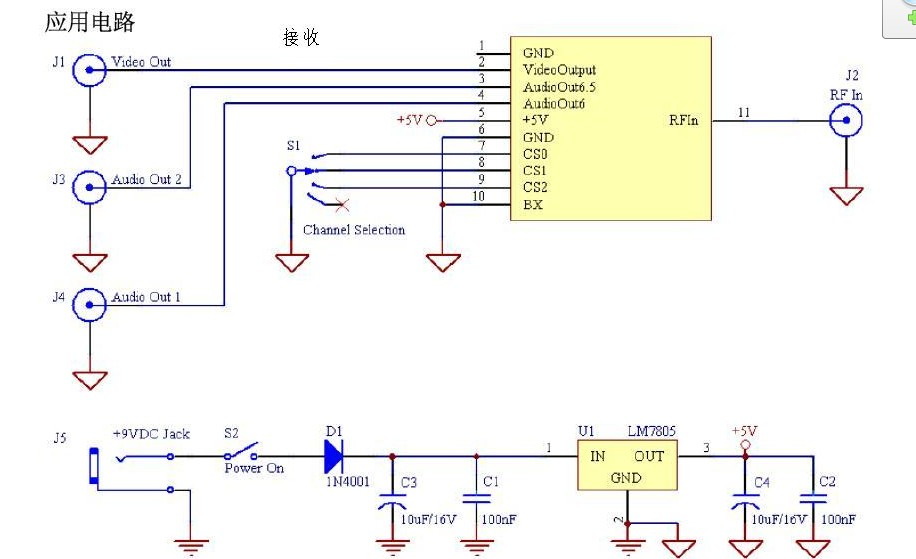 应用电路
接收
J1 Video Out
J3 Audio Out 2
J4 Audio Out 1
+5V
S1
Channel Selection
1 GND
2 VideoOutput
3 AudioOut6.5
4 AudioOut6
5 +5V
6 GND
7 CS0
8 CS1
9 CS2
10 BX
RFIn 11
J2
RF In
J5 +9VDC Jack
S2
Power On
D1
1N4001
C3
10uF/16V
C1
100nF
U1 LM7805
1 IN OUT 3
GND
2
+5V
C4
10uF/16V
C2
100nF